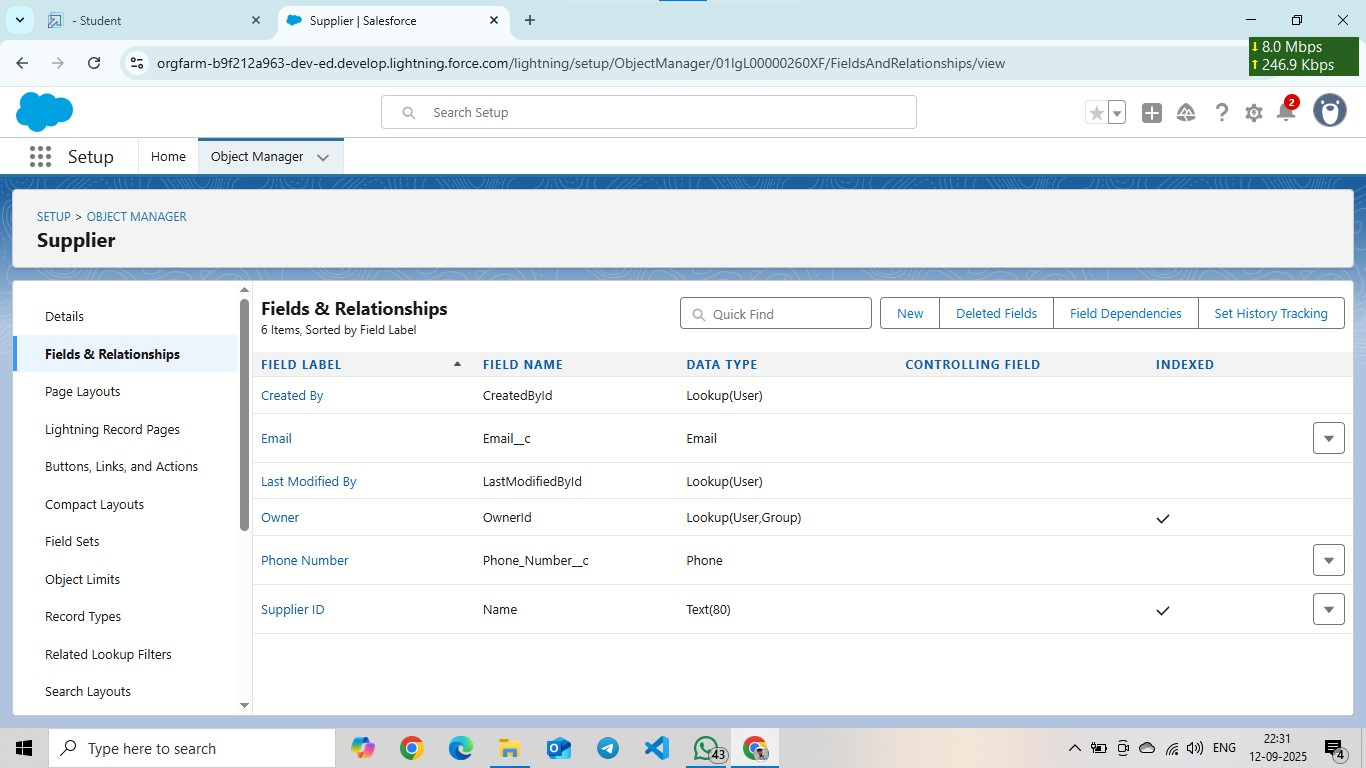 - Student
Supplier | Salesforce
orgfarm-b9f212a963-dev-ed.develop.lightning.force.com/lightning/setup/ObjectManager/01IgL00000260XF/FieldsAndRelationships/view
8.0 Mbps
246.9 Kbps
Search Setup
2
Setup
Home
Object Manager
SETUP > OBJECT MANAGER
Supplier
Details
Fields & Relationships
Page Layouts
Lightning Record Pages
Buttons, Links, and Actions
Compact Layouts
Field Sets
Object Limits
Record Types
Related Lookup Filters
Search Layouts
Fields & Relationships
6 Items, Sorted by Field Label
Quick Find
New
Deleted Fields
Field Dependencies
Set History Tracking
FIELD LABEL FIELD NAME DATA TYPE CONTROLLING FIELD INDEXED
Created By CreatedById Lookup(User)
Email Email__c Email
Last Modified By LastModifiedById Lookup(User)
Owner OwnerId Lookup(User,Group)
Phone Number Phone_Number__c Phone
Supplier ID Name Text(80)
Type here to search
43
ENG
22:31
12-09-2025
4